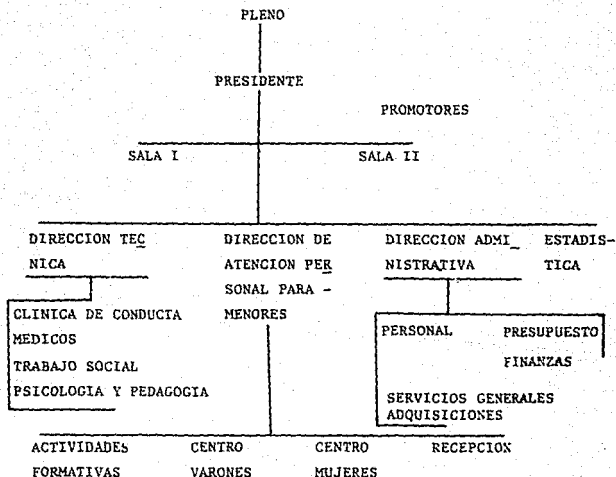 PLENO
PRESIDENTE
PROMOTORES
SALA I SALA II
DIRECCION TEC DIRECCION DE DIRECCION ADMI ESTADIS-
NICA ATENCION PER NISTRATIVA TICA
SONAL PARA -
CLINICA DE CONDUCTA MENORES
MEDICOS PERSONAL PRESUPUESTO
TRABAJO SOCIAL FINANZAS
PSICOLOGIA Y PEDAGOGIA
SERVICIOS GENERALES
ADQUISICIONES
ACTIVIDADES CENTRO CENTRO RECEPCION
FORMATIVAS VARONES MUJERES